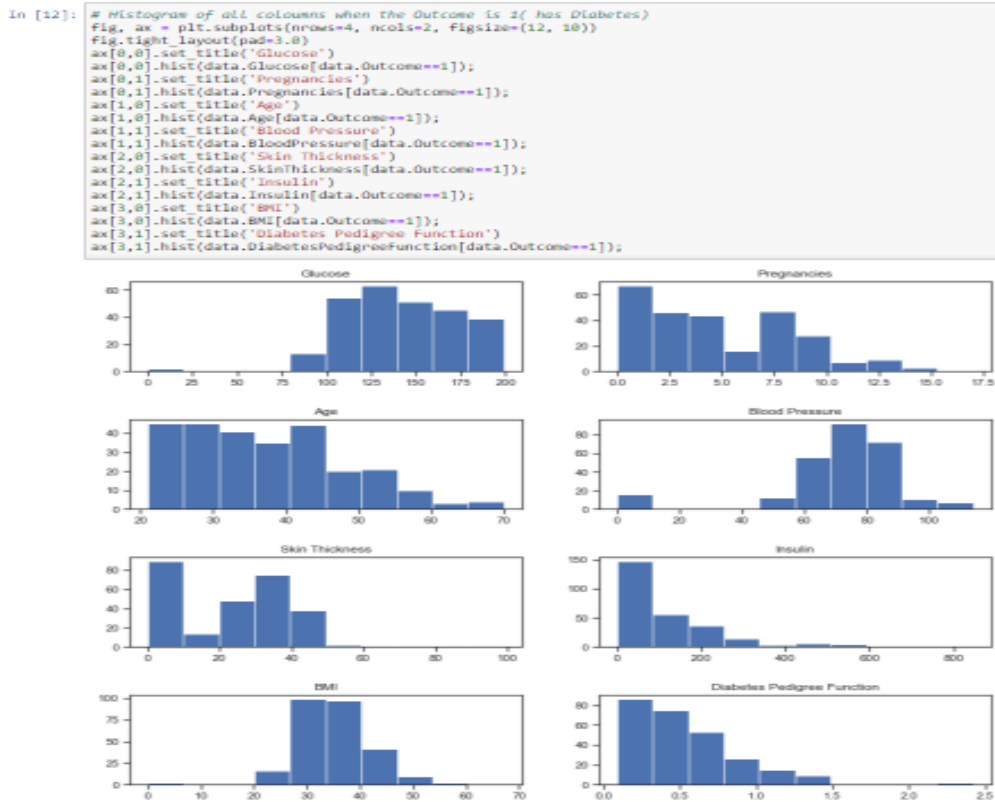 In [12]:
# Histogram of all coloumns when the Outcome is 1( has Diabetes)
fig, ax = plt.subplots(nrows=4, ncols=2, figsize=(12, 10))
fig.tight_layout(pad=3.0)
ax[0,0].set_title('Glucose')
ax[0,0].hist(data.Glucose[data.Outcome==1]);
ax[0,1].set_title('Pregnancies')
ax[0,1].hist(data.Pregnancies[data.Outcome==1]);
ax[1,0].set_title('Age')
ax[1,0].hist(data.Age[data.Outcome==1]);
ax[1,1].set_title('Blood Pressure')
ax[1,1].hist(data.BloodPressure[data.Outcome==1]);
ax[2,0].set_title('Skin Thickness')
ax[2,0].hist(data.SkinThickness[data.Outcome==1]);
ax[2,1].set_title('Insulin')
ax[2,1].hist(data.Insulin[data.Outcome==1]);
ax[3,0].set_title('BMI')
ax[3,0].hist(data.BMI[data.Outcome==1]);
ax[3,1].set_title('Diabetes Pedigree Function')
ax[3,1].hist(data.DiabetesPedigreeFunction[data.Outcome==1]);
Glucose
60
40
20
0
0 25 50 75 100 125 150 175 200
Pregnancies
60
40
20
0
0.0 2.5 5.0 7.5 10.0 12.5 15.0 17.5
Age
40
30
20
10
0
20 30 40 50 60 70
Blood Pressure
80
60
40
20
0
0 20 40 60 80 100
Skin Thickness
80
60
40
20
0
0 20 40 60 80 100
Insulin
150
100
50
0
0 200 400 600 800
BMI
100
75
50
25
0
0 10 20 30 40 50 60 70
Diabetes Pedigree Function
80
60
40
20
0
0.0 0.5 1.0 1.5 2.0 2.5